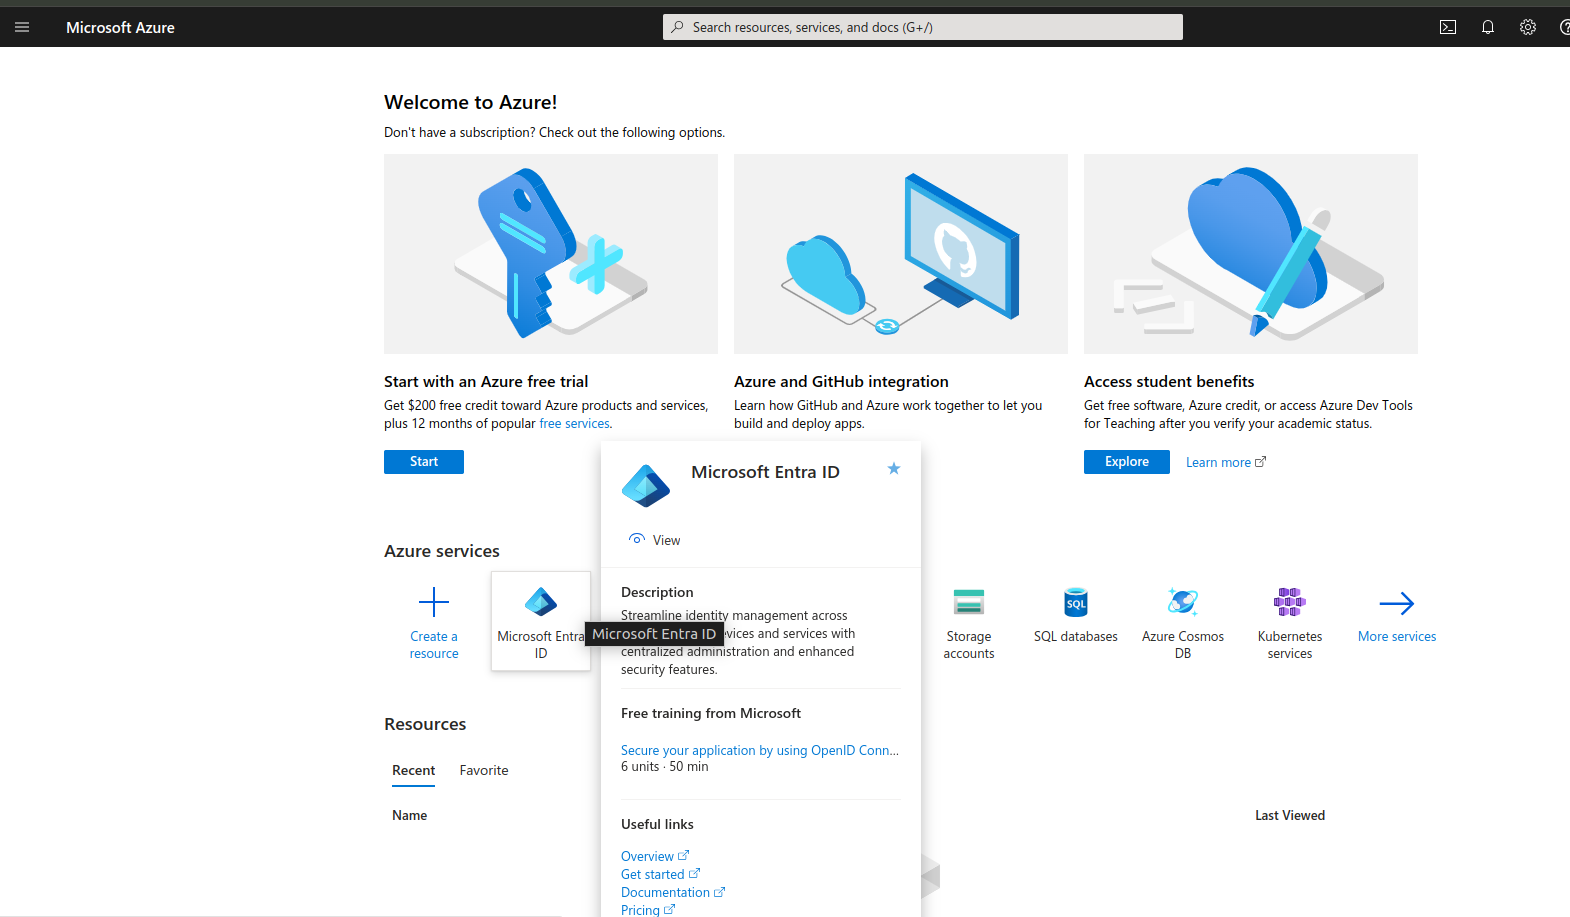 Microsoft Azure
Search resources, services, and docs (G+/)
Welcome to Azure!
Don't have a subscription? Check out the following options.
Start with an Azure free trial
Get $200 free credit toward Azure products and services,
plus 12 months of popular free services.
Start
Azure and GitHub integration
Learn how GitHub and Azure work together to let you
build and deploy apps.
Access student benefits
Get free software, Azure credit, or access Azure Dev Tools
for Teaching after you verify your academic status.
Explore
Learn more
Microsoft Entra ID
View
Description
Streamline identity management across
vices and services with
centralized administration and enhanced
security features.
Free training from Microsoft
Secure your application by using OpenID Conn...
6 units · 50 min
Useful links
Overview
Get started
Documentation
Pricing
Azure services
Create a
resource
Microsoft Entra
ID
Microsoft Entra ID
Storage
accounts
SQL
SQL databases
Azure Cosmos
DB
Kubernetes
services
More services
Resources
Recent
Favorite
Name
Last Viewed